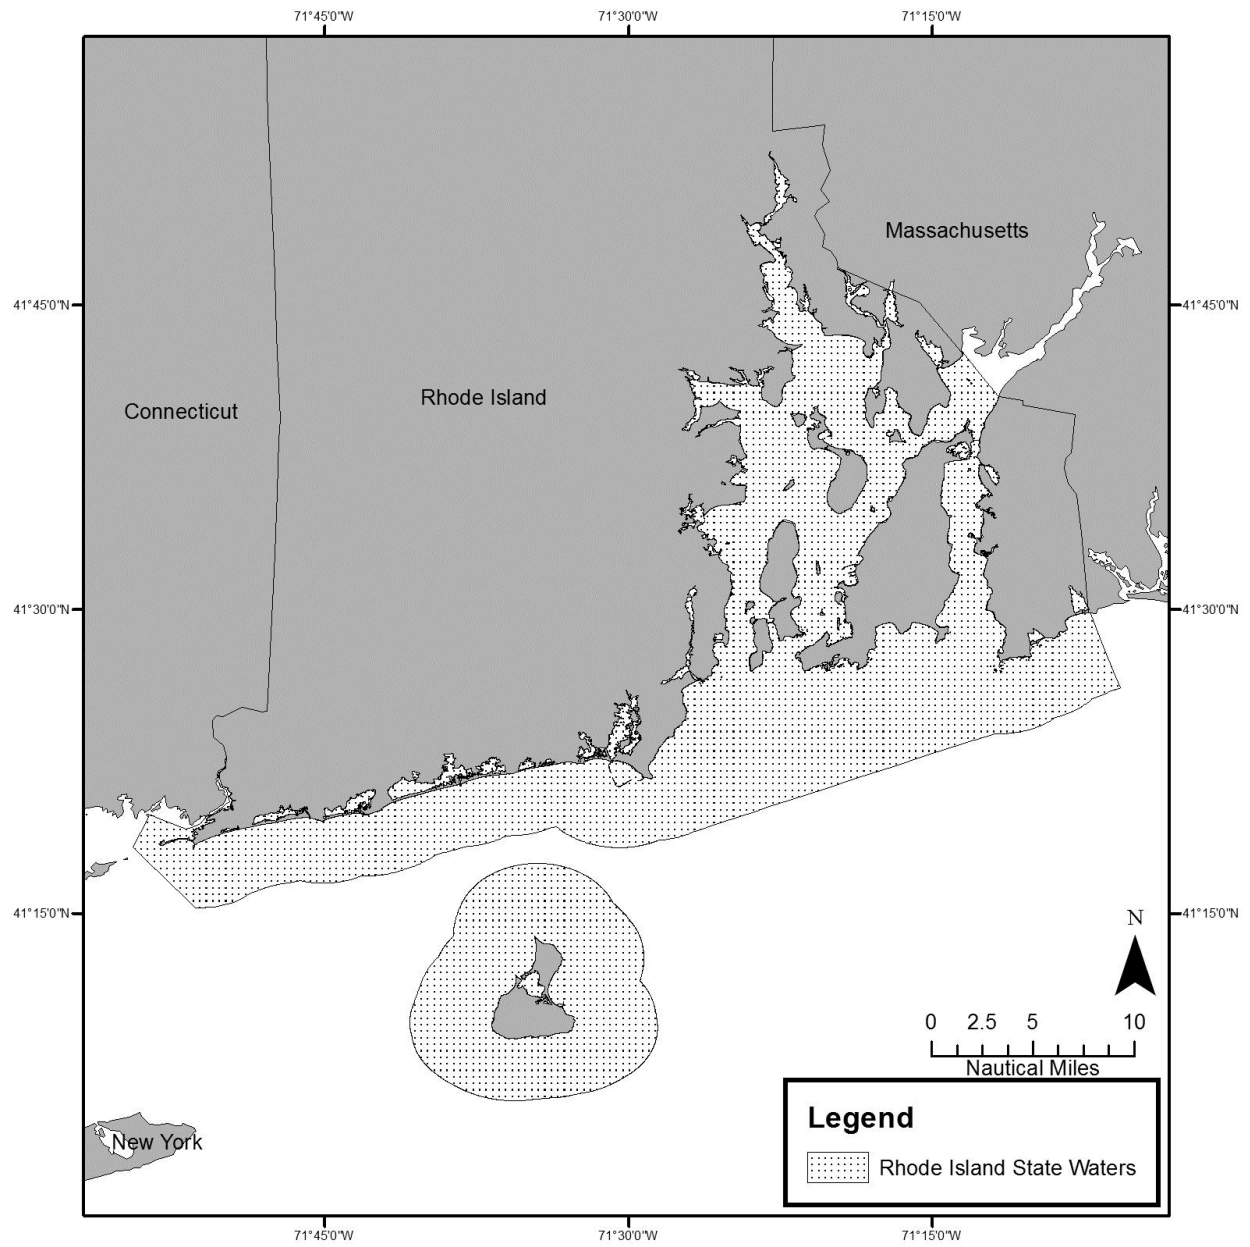 71°45'0"W 71°30'0"W 71°15'0"W
Massachusetts
41°45'0"N 41°45'0"N
Rhode Island
Connecticut
41°30'0"N 41°30'0"N
41°15'0"N 41°15'0"N
N
0 2.5 5 10
Nautical Miles
Legend
New York
Rhode Island State Waters
71°45'0"W 71°30'0"W 71°15'0"W